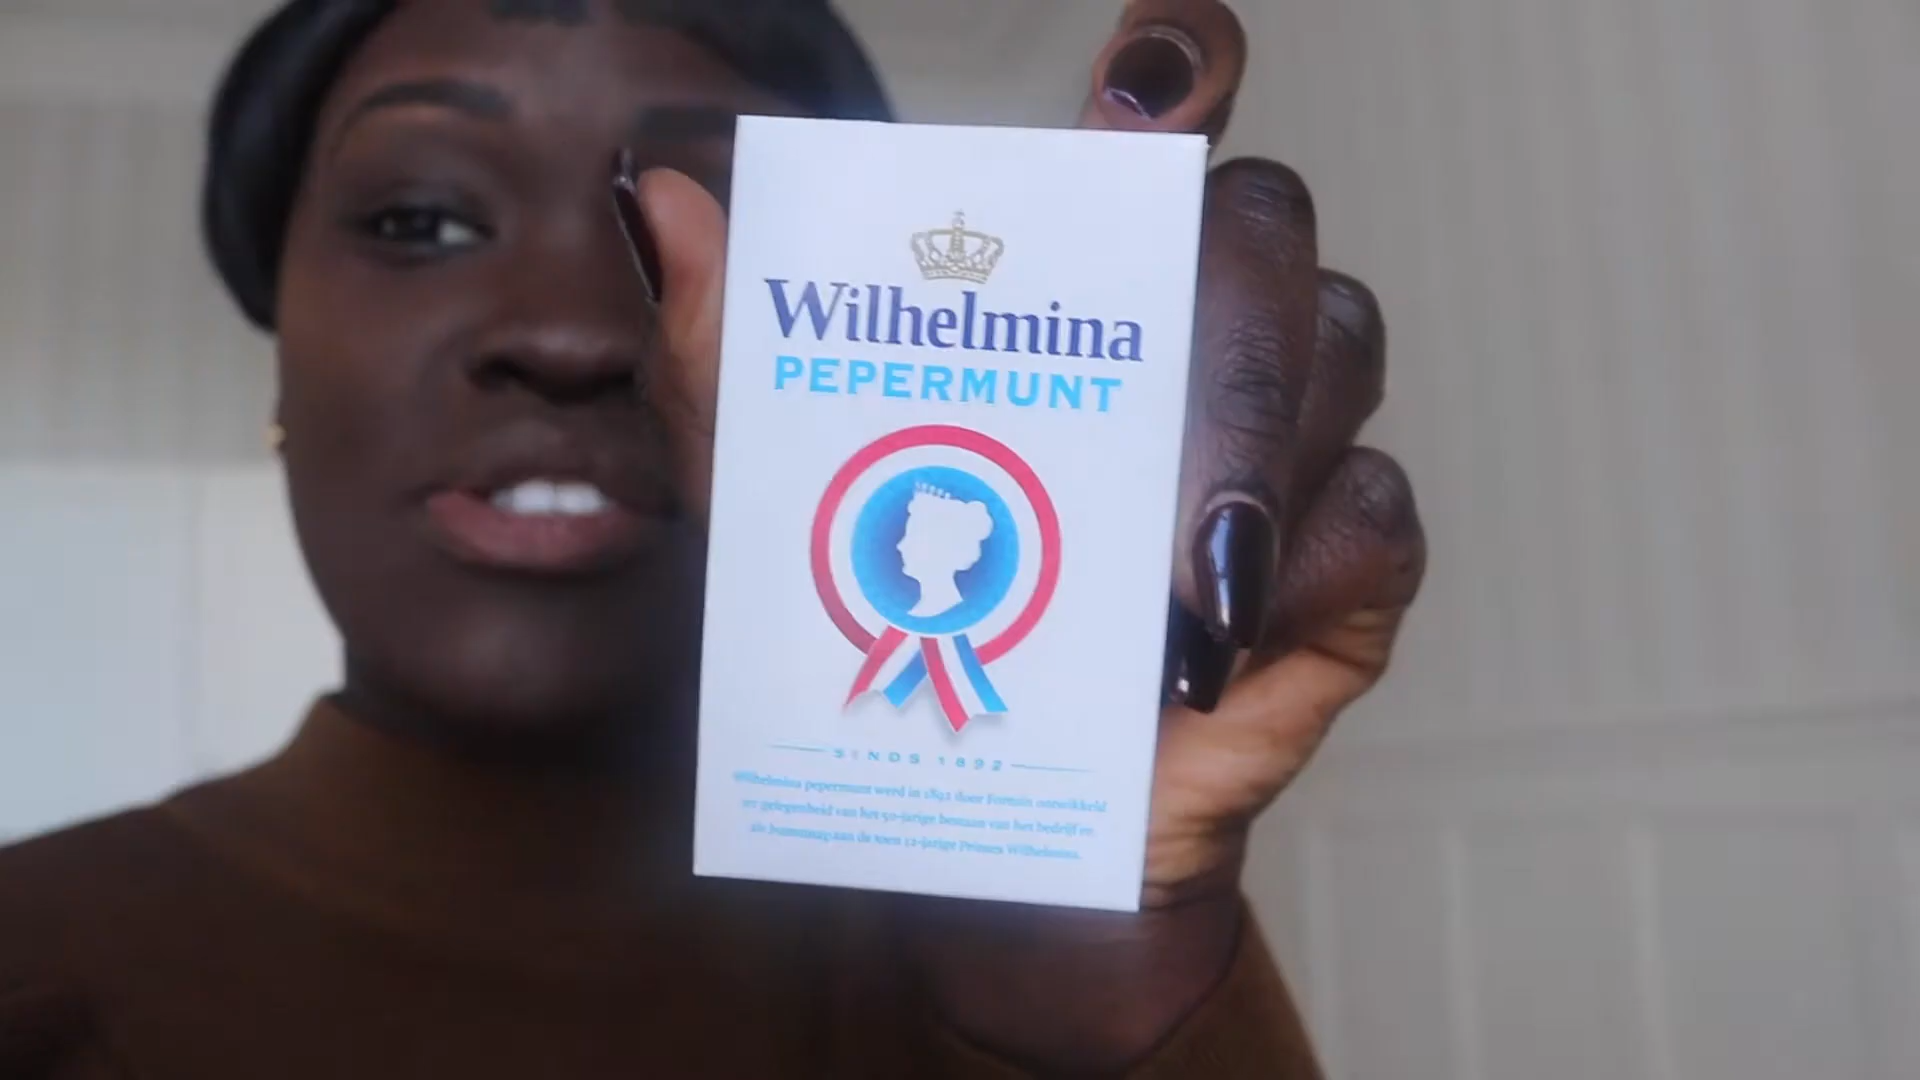 Wilhelmina
PEPERMUNT
SINDS 1892
Wilhelmina pepermunt werd in 1892 door Fortuin ontwikkeld
ter gelegenheid van het 50-jarige bestaan van het bedrijf en
als hommage aan de toen 12-jarige Prinses Wilhelmina.